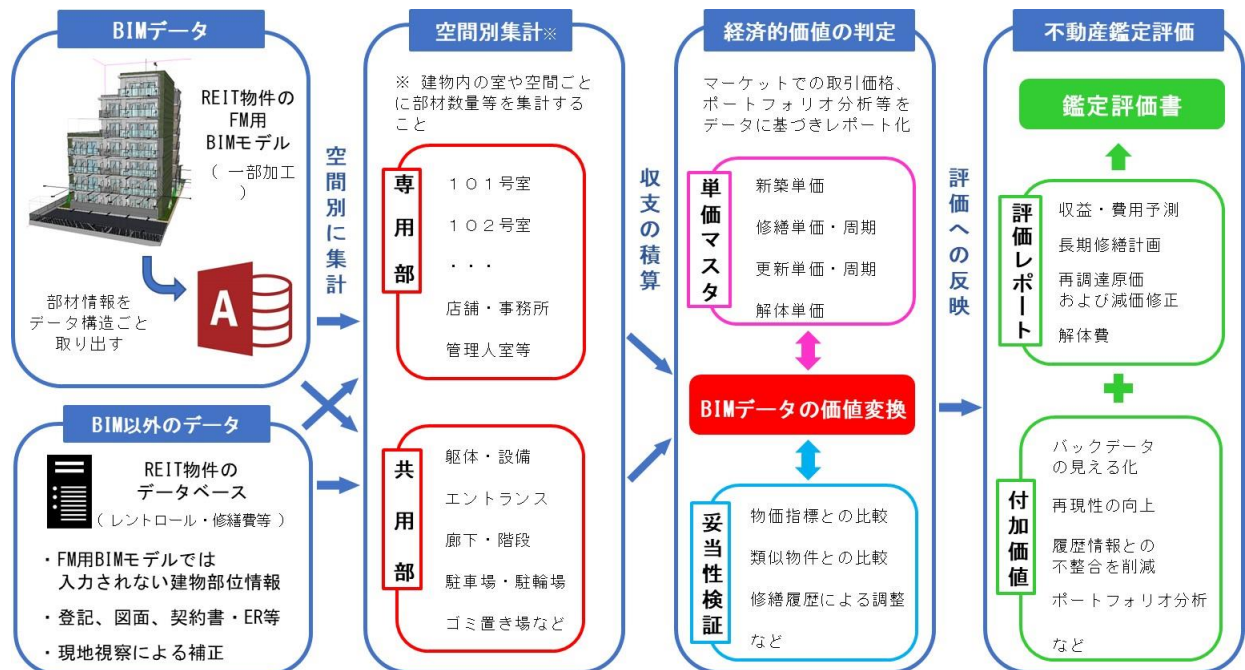 BIMデータ
REIT物件の
FM用
BIMモデル
（ 一部加工
）
部材情報を
データ構造ごと
取り出す
A
BIM以外のデータ
REIT物件の
データベース
（ レントロール・修繕費等 ）
・FM用BIMモデルでは
入力されない建物部位情報
・登記、図面、契約書・ER等
・現地視察による補正
空間別に集計
空間別集計※
※ 建物内の室や空間ごと
に部材数量等を集計する
こと
専用部
１０１号室
１０２号室
・・・
店舗・事務所
管理人室等
共用部
躯体・設備
エントランス
廊下・階段
駐車場・駐輪場
ゴミ置き場など
収支の積算
経済的価値の判定
マーケットでの取引価格、
ポートフォリオ分析等を
データに基づきレポート化
単価マスタ
新築単価
修繕単価・周期
更新単価・周期
解体単価
BIMデータの価値変換
妥当性検証
物価指標との比較
類似物件との比較
修繕履歴による調整
など
評価への反映
不動産鑑定評価
鑑定評価書
評価レポート
収益・費用予測
長期修繕計画
再調達原価
および減価修正
解体費
付加価値
バックデータ
の見える化
再現性の向上
履歴情報との
不整合を削減
ポートフォリオ分析
など